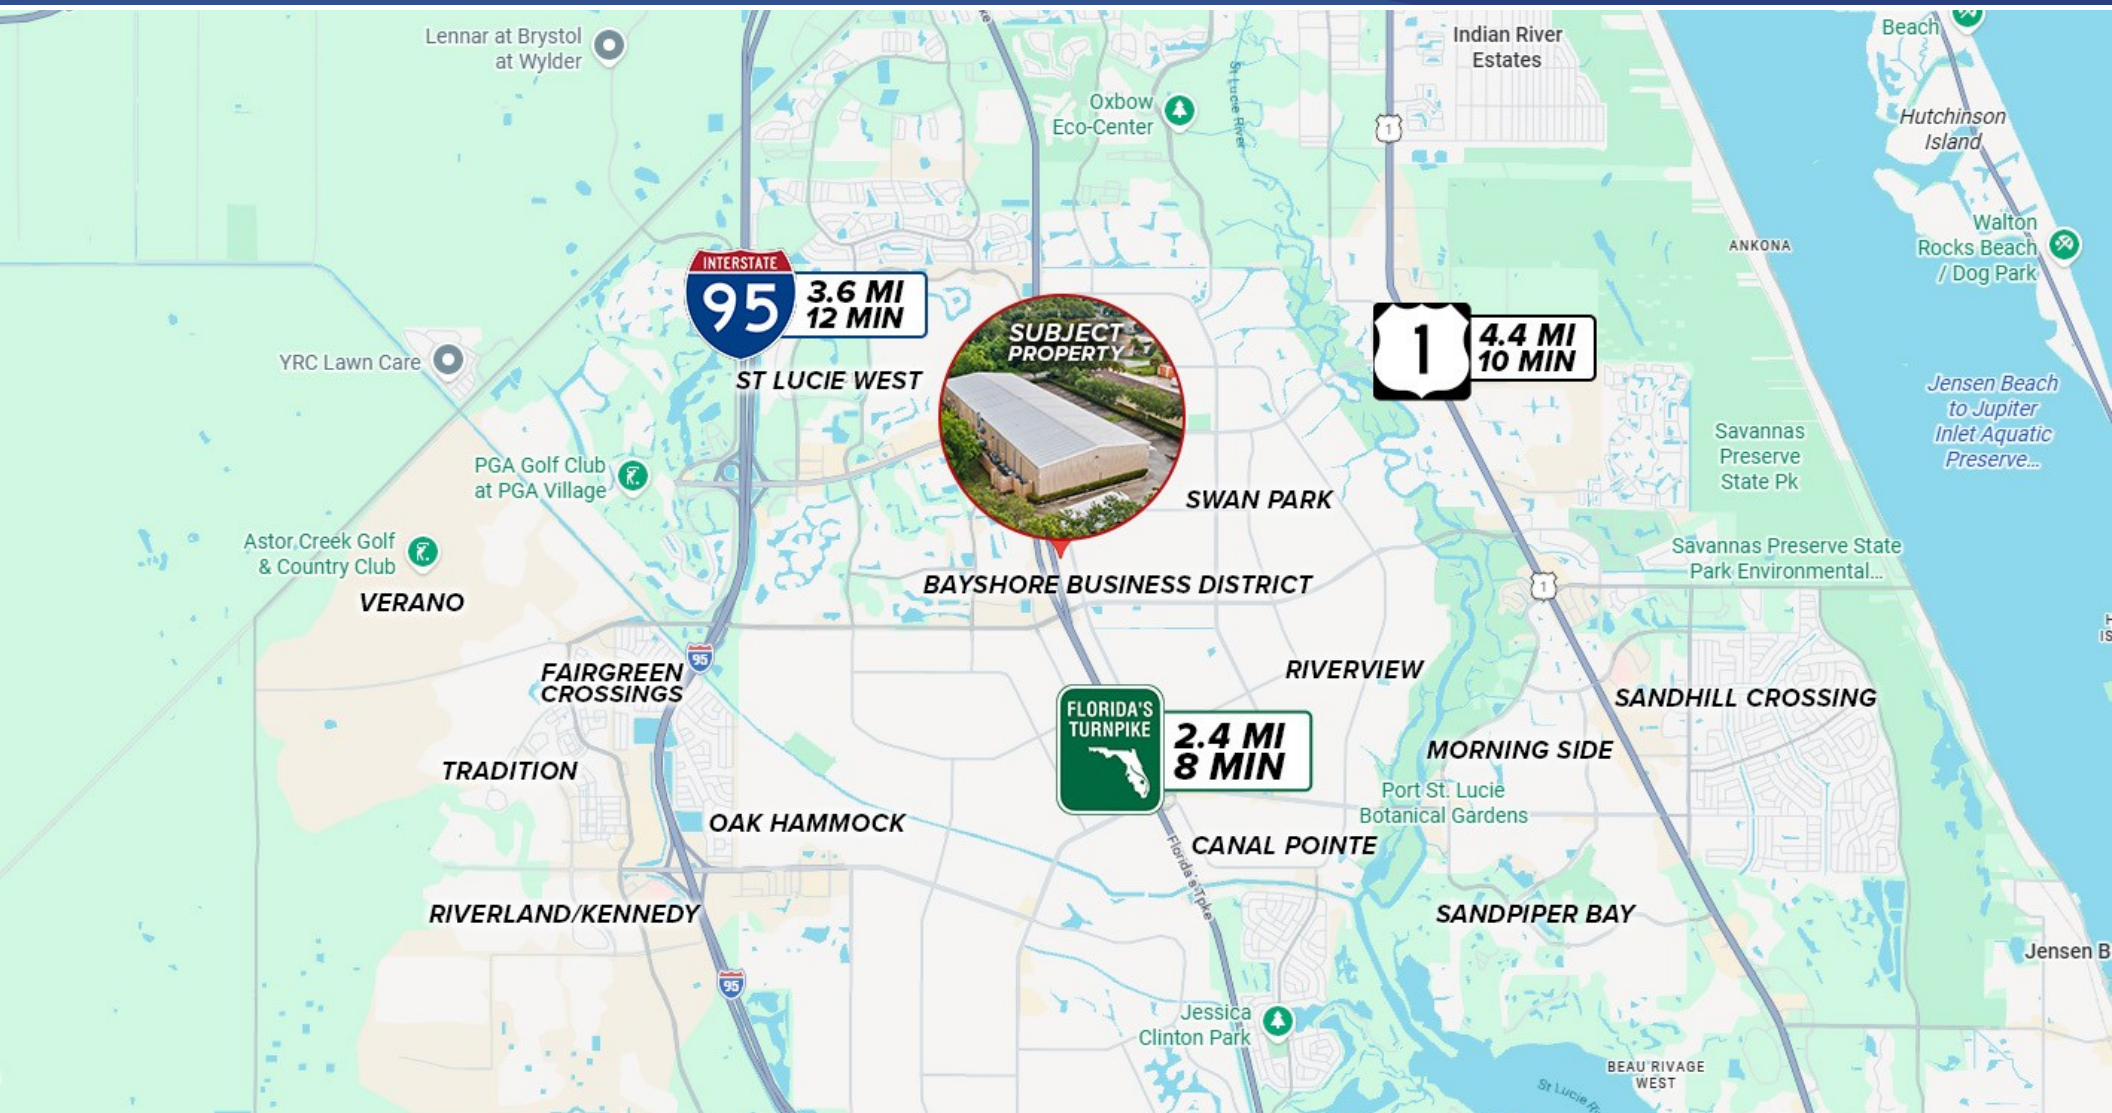 Lennar at Brystol
at Wylder
Indian River
Estates
Beach
Oxbow
Eco-Center
St Lucie River
1
Hutchinson
Island
Walton
Rocks Beach
/ Dog Park
ANKONA
INTERSTATE
95
3.6 MI
12 MIN
SUBJECT
PROPERTY
1
4.4 MI
10 MIN
YRC Lawn Care
ST LUCIE WEST
Jensen Beach
to Jupiter
Inlet Aquatic
Preserve...
Savannas
Preserve
State Pk
PGA Golf Club
at PGA Village
SWAN PARK
Astor Creek Golf
& Country Club
Savannas Preserve State
Park Environmental...
VERANO
BAYSHORE BUSINESS DISTRICT
1
95
FAIRGREEN
CROSSINGS
RIVERVIEW
SANDHILL CROSSING
FLORIDA'S
TURNPIKE
2.4 MI
8 MIN
MORNING SIDE
TRADITION
Port St. Lucie
Botanical Gardens
OAK HAMMOCK
CANAL POINTE
Florida's Tpke
RIVERLAND/KENNEDY
SANDPIPER BAY
Jensen B
95
Jessica
Clinton Park
BEAU RIVAGE
WEST
St Lucie R